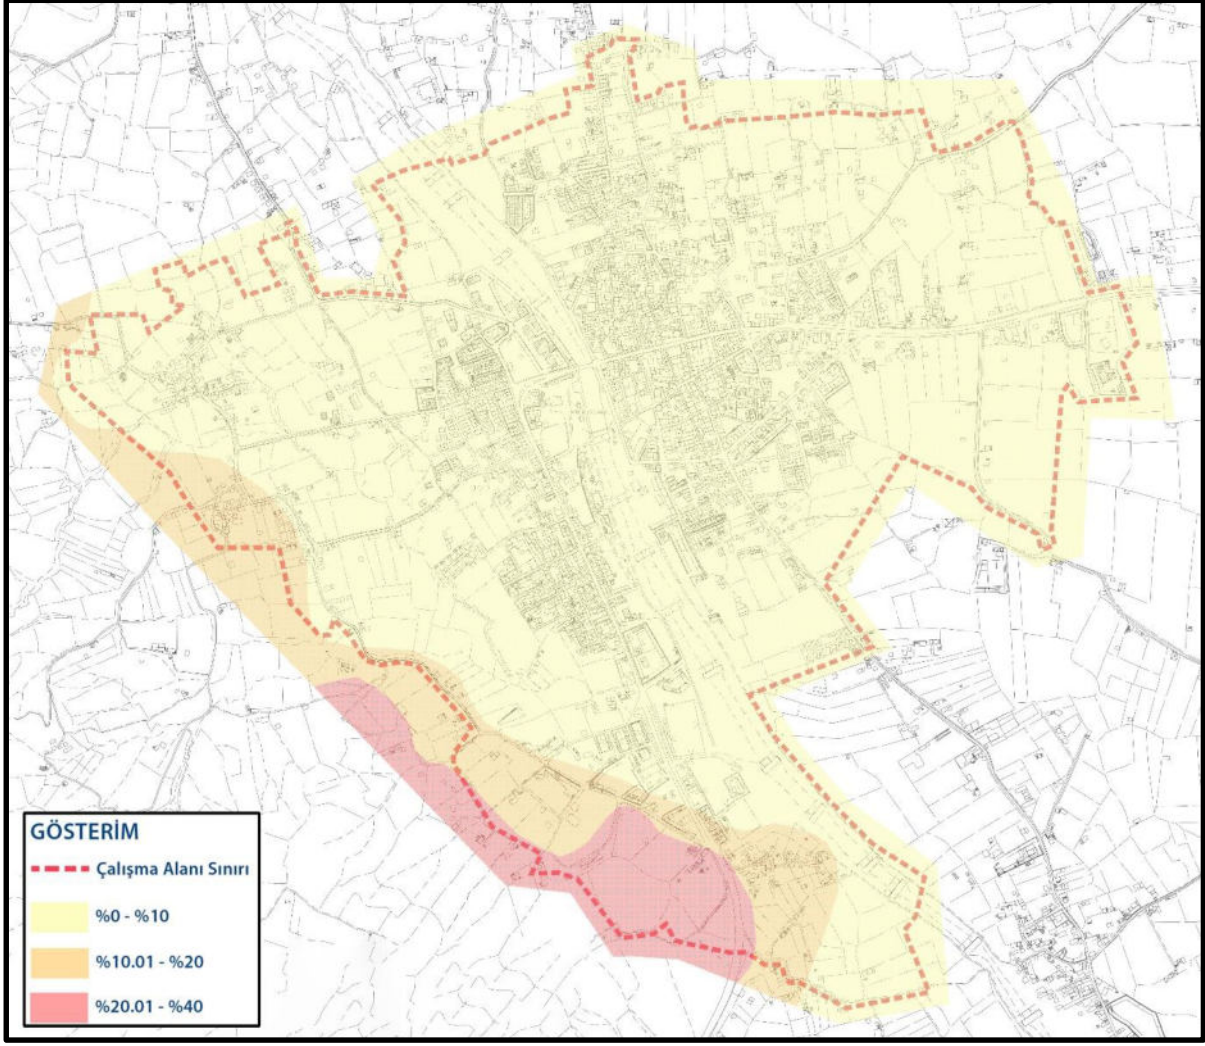 GÖSTERİM
Çalışma Alanı Sınırı
%0 - %10
%10.01 - %20
%20.01 - %40